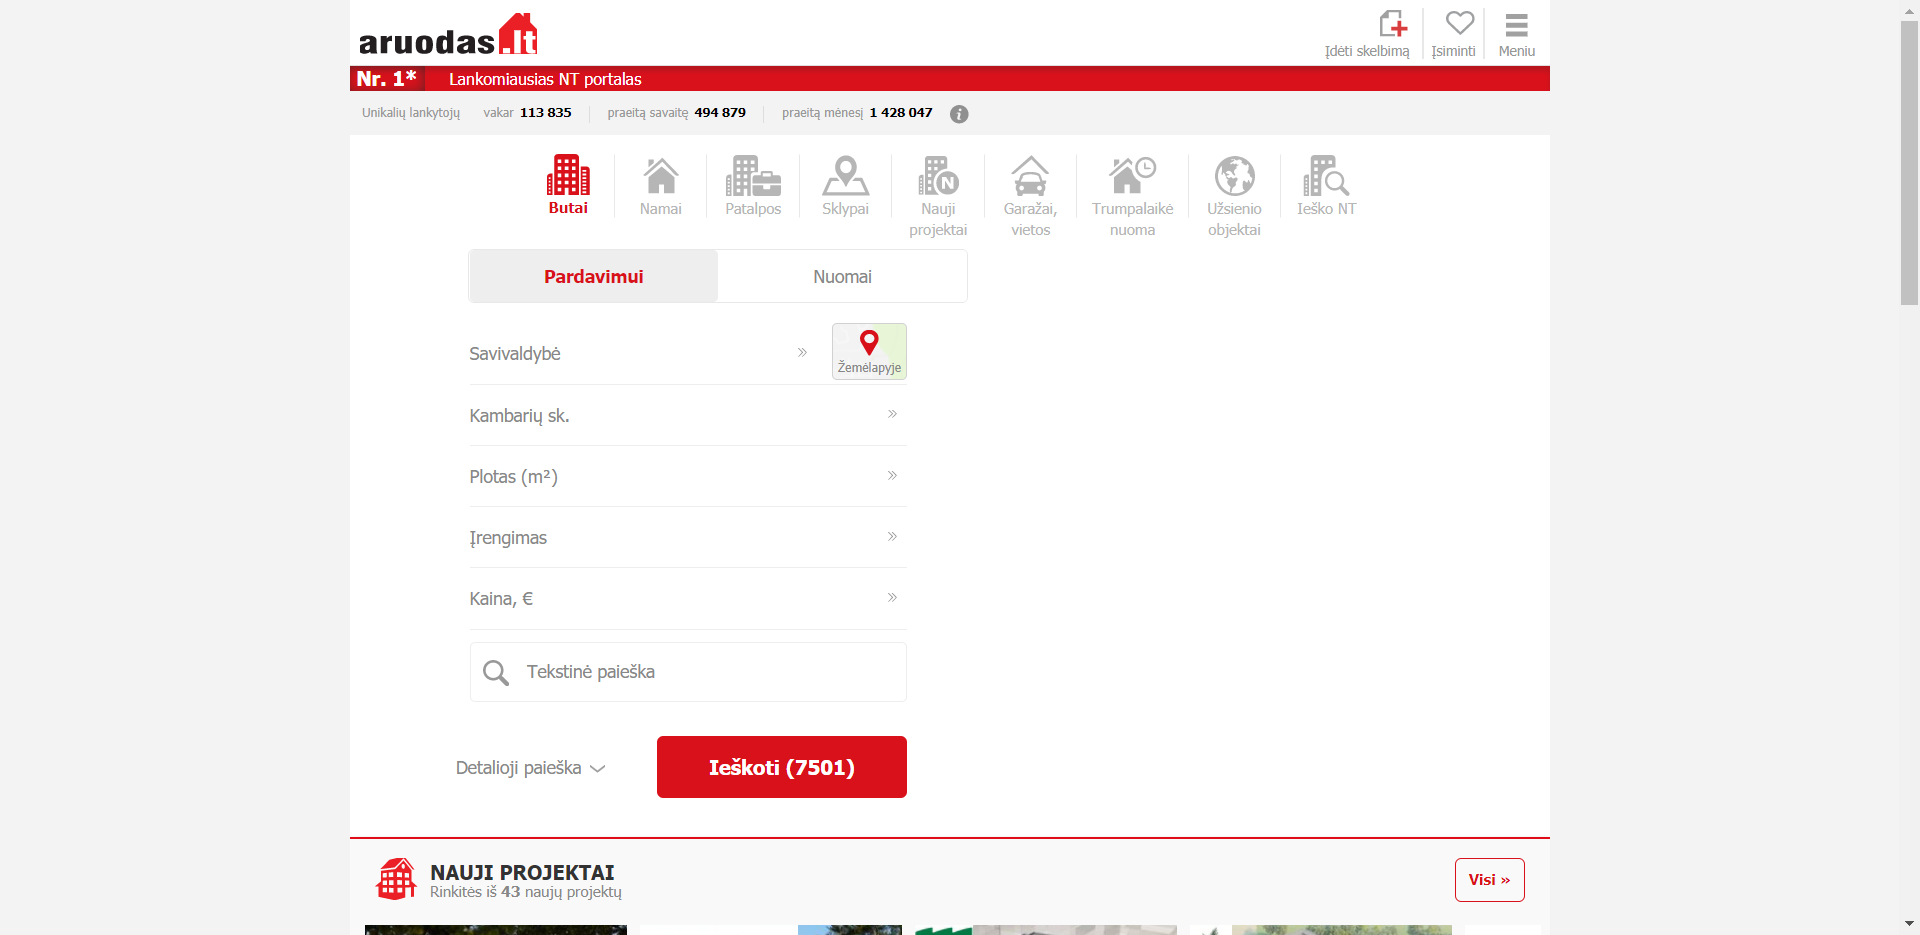 aruodas.lt
Įdėti skelbimą
Įsiminti
Meniu
Nr. 1*
Lankomiausias NT portalas
Unikalių lankytojų vakar 113 835 praeitą savaitę 494 879 praeitą mėnesį 1 428 047 i
Butai
Namai
Patalpos
Sklypai
N
Nauji
projektai
Garažai,
vietos
Trumpalaikė
nuoma
Užsienio
objektai
Ieško NT
Pardavimui
Nuomai
Savivaldybė »
Žemėlapyje
Kambarių sk. »
Plotas (m²) »
Įrengimas »
Kaina, € »
Tekstinė paieška
Detalioji paieška
Ieškoti (7501)
NAUJI PROJEKTAI
Rinkitės iš 43 naujų projektų
Visi »